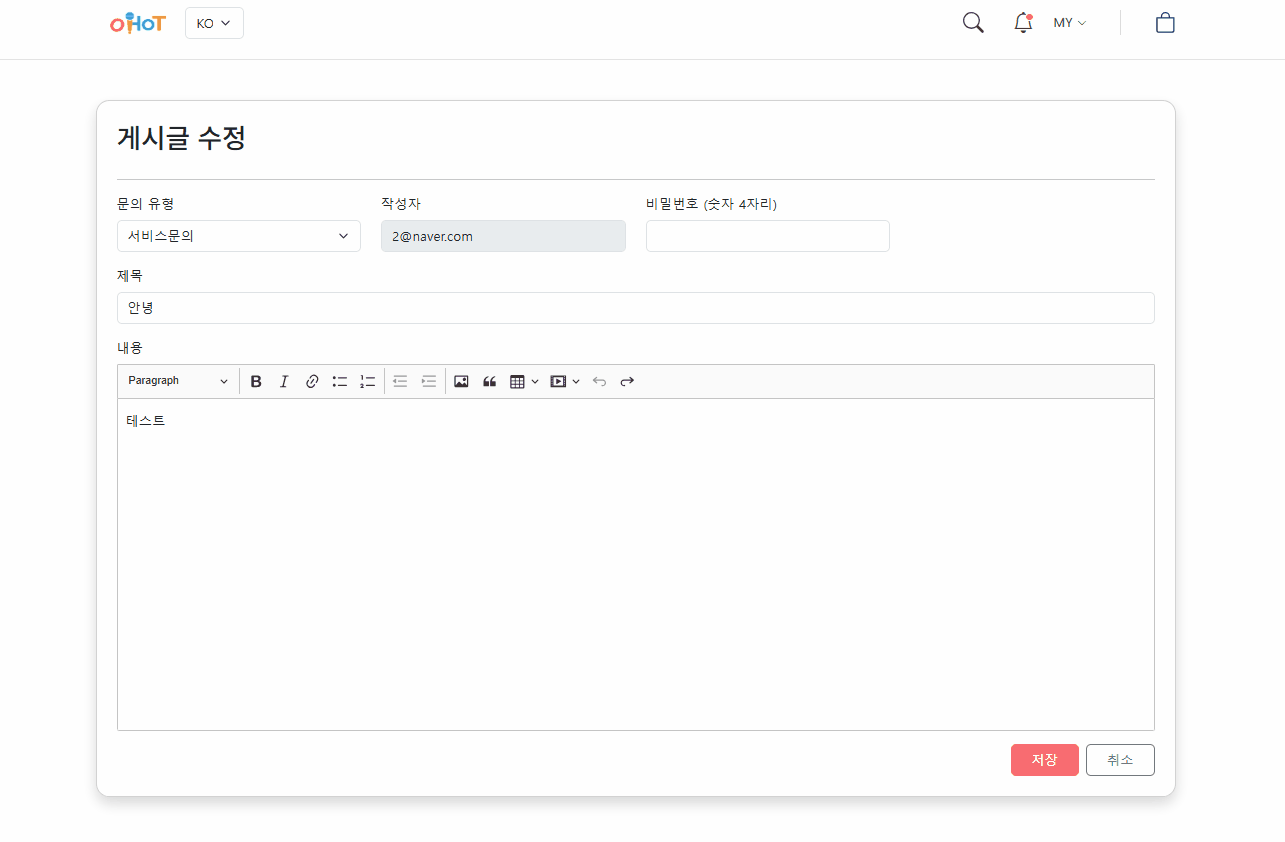 oHoT KO MY
게시글 수정
문의 유형 작성자 비밀번호 (숫자 4자리)
서비스문의 2@naver.com
제목
안녕
내용
Paragraph B I
테스트
저장 취소